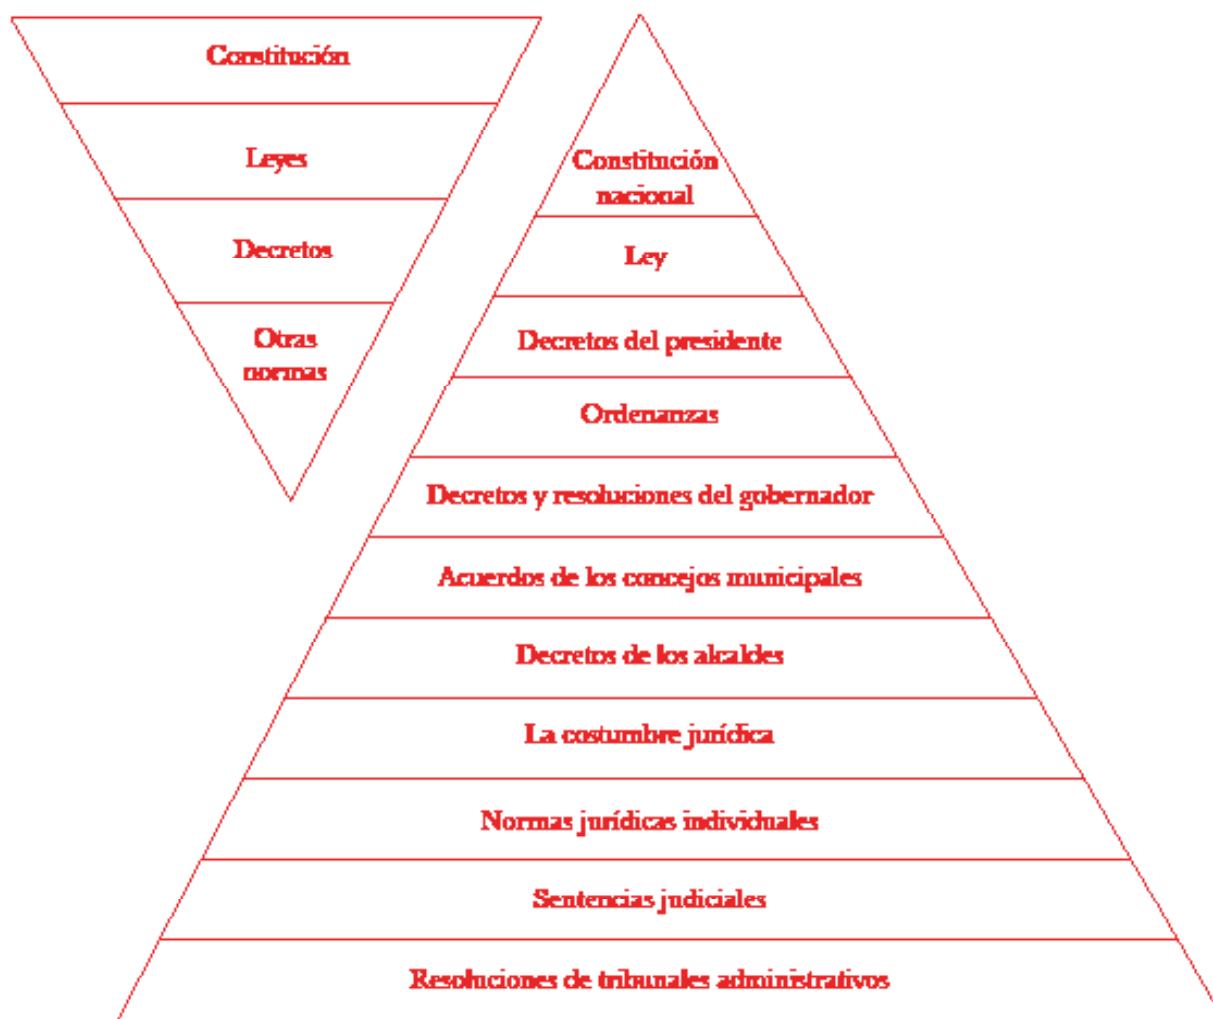 Constitución
Leyes
Decretos
Otras
normas
Constitución
nacional
Ley
Decretos del presidente
Ordenanzas
Decretos y resoluciones del gobernador
Acuerdos de los concejos municipales
Decretos de los alcaldes
La costumbre jurídica
Normas jurídicas individuales
Sentencias judiciales
Resoluciones de tribunales administrativos